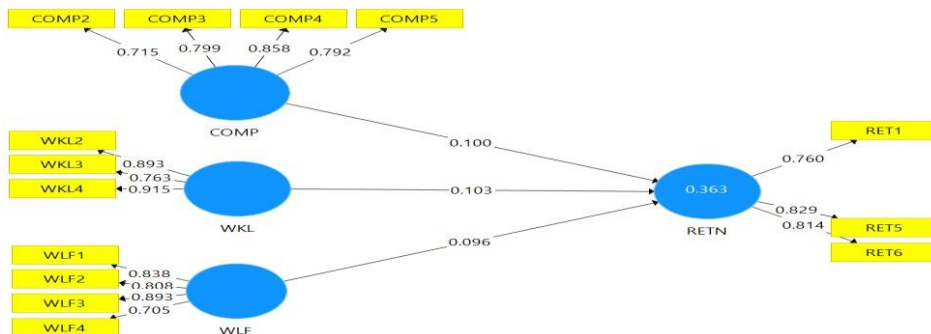 COMP2 COMP3 COMP4 COMP5
0.715 0.799 0.858 0.792
COMP
WKL2
WKL3
WKL4
0.893
0.763
0.915
WKL
WLF1
WLF2
WLF3
WLF4
0.838
0.808
0.893
0.705
WLF
0.100
0.103
0.096
0.363
RETN
0.760
0.829
0.814
RET1
RET5
RET6